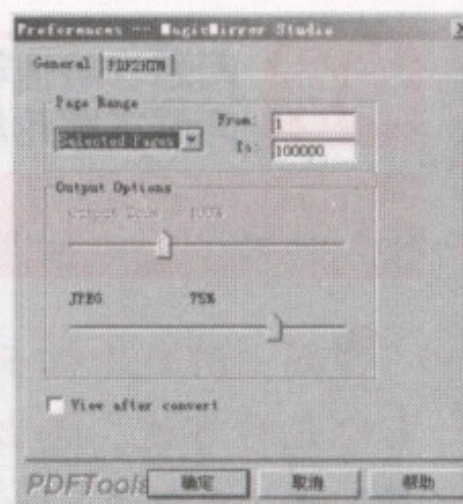 Preferences -- MagicMirror Studio
General PDF2HTM
Page Range
From: 1
Selected Pages
To: 100000
Output Options
100%
JPEG 75%
View after convert
PDFTools 确定 取消 帮助